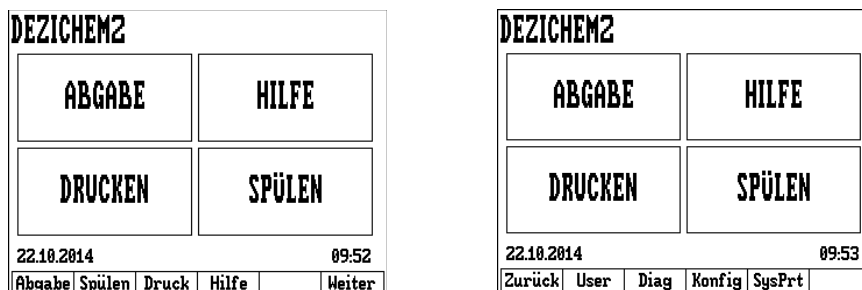 DEZICHEM2
ABGABE HILFE
DRUCKEN SPÜLEN
22.10.2014 09:52
Abgabe Spülen Druck Hilfe Weiter
DEZICHEM2
ABGABE HILFE
DRUCKEN SPÜLEN
22.10.2014 09:53
Zurück User Diag Konfig SysPrt